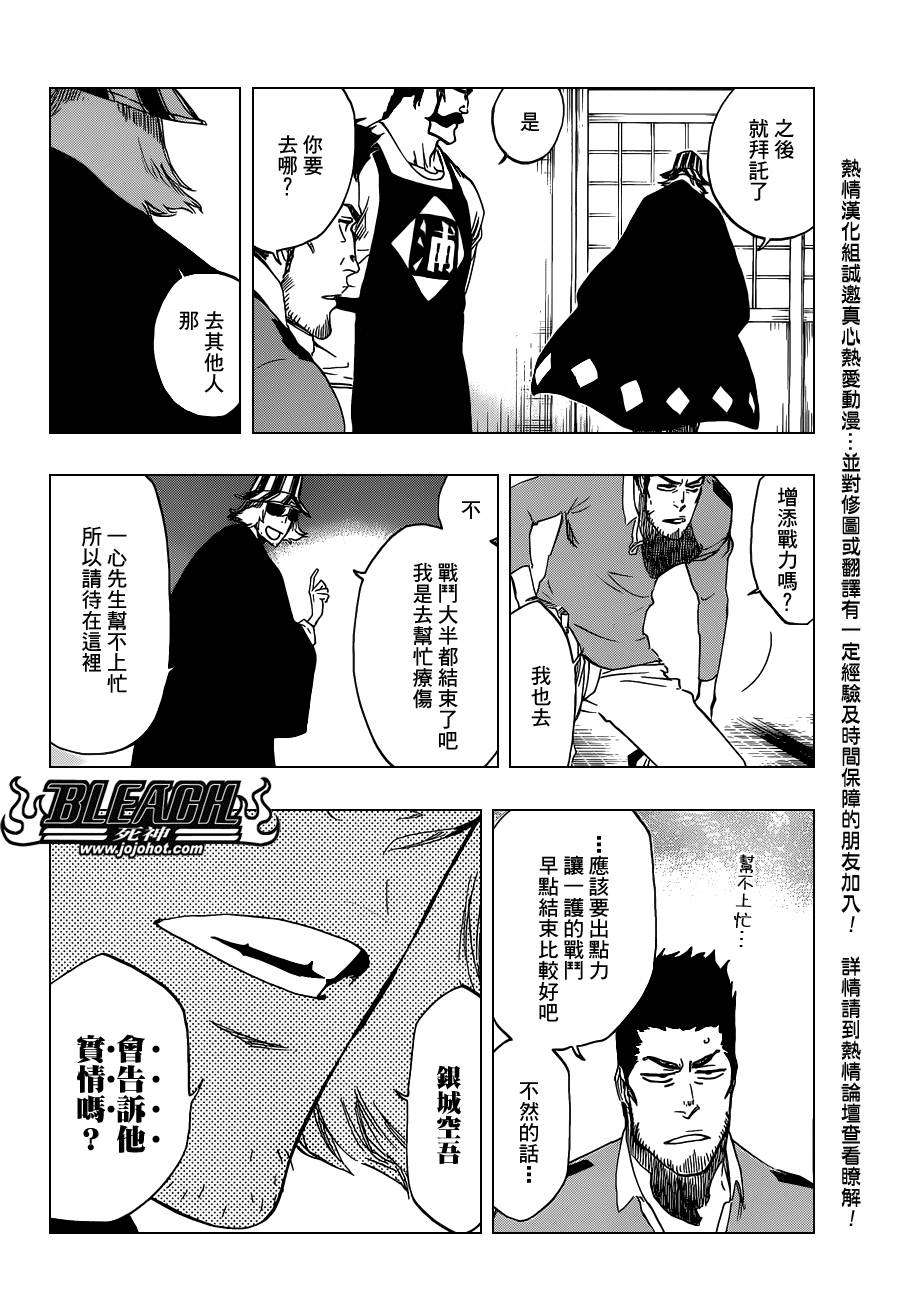 之後
就拜託了
是
浦
你要
去哪？
去其他人
那
增添戰力嗎？
我也去
不
戰鬥大半都結束了吧
我是去幫忙療傷
一心先生幫不上忙
所以請待在這裡
幫不上忙…
…應該要出點力
讓一護的戰鬥
早點結束比較好吧
不然的話…
銀城空吾
會告訴他
實情嗎？
BLEACH
死神
www.jojohot.com
熱情漢化組誠邀真心熱愛動漫…並對修圖或翻譯有一定經驗及時間保障的朋友加入！ 詳情請到熱情論壇查看瞭解！